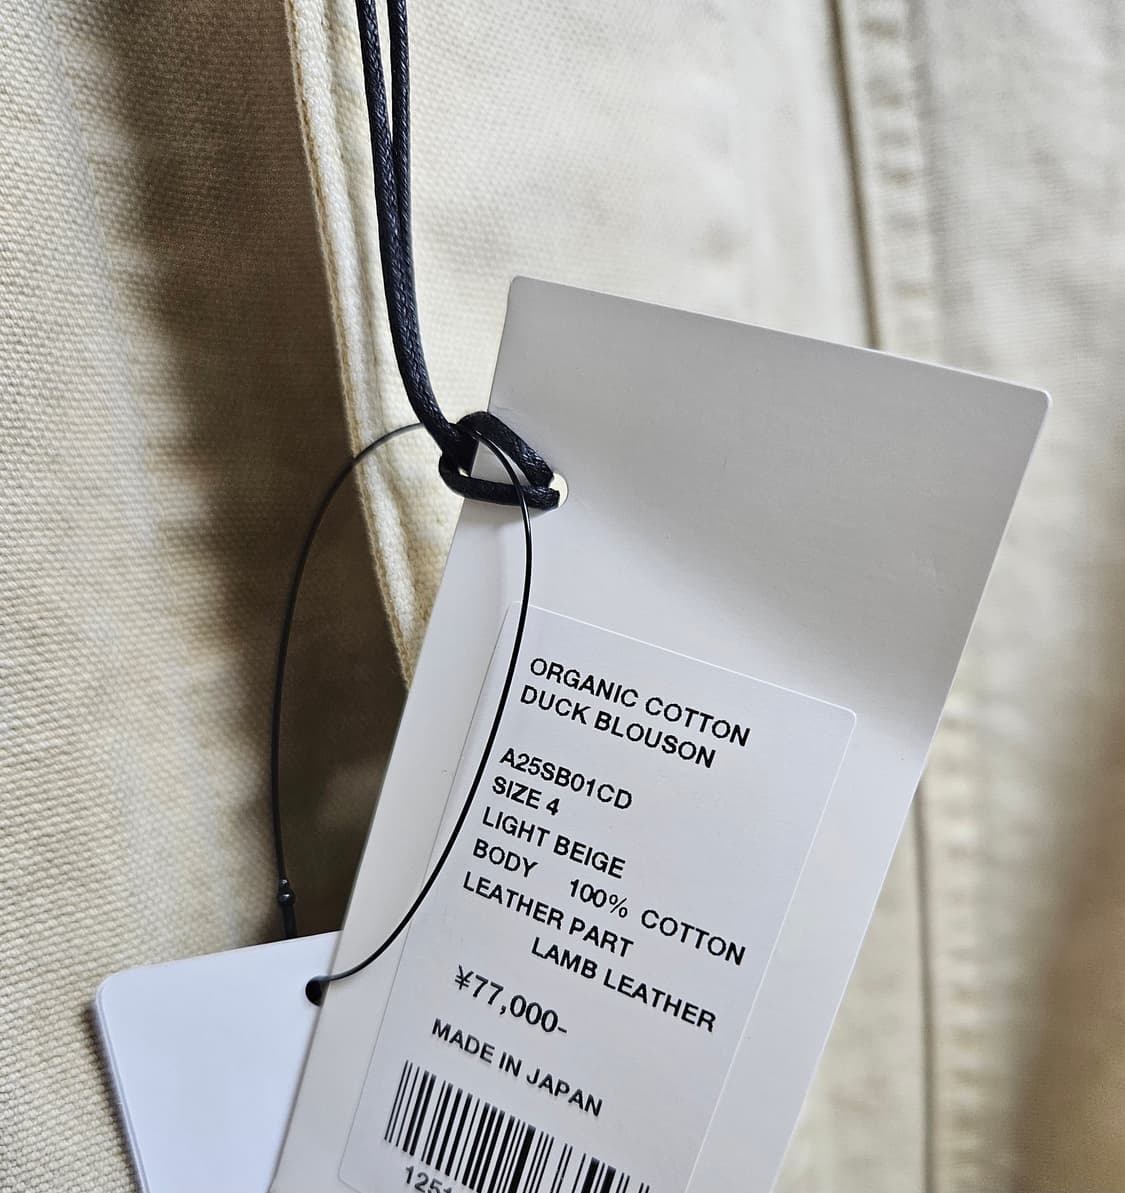 ORGANIC COTTON
DUCK BLOUSON
A25SB01CD
SIZE 4
LIGHT BEIGE
BODY 100% COTTON
LEATHER PART
LAMB LEATHER
¥77,000-
MADE IN JAPAN